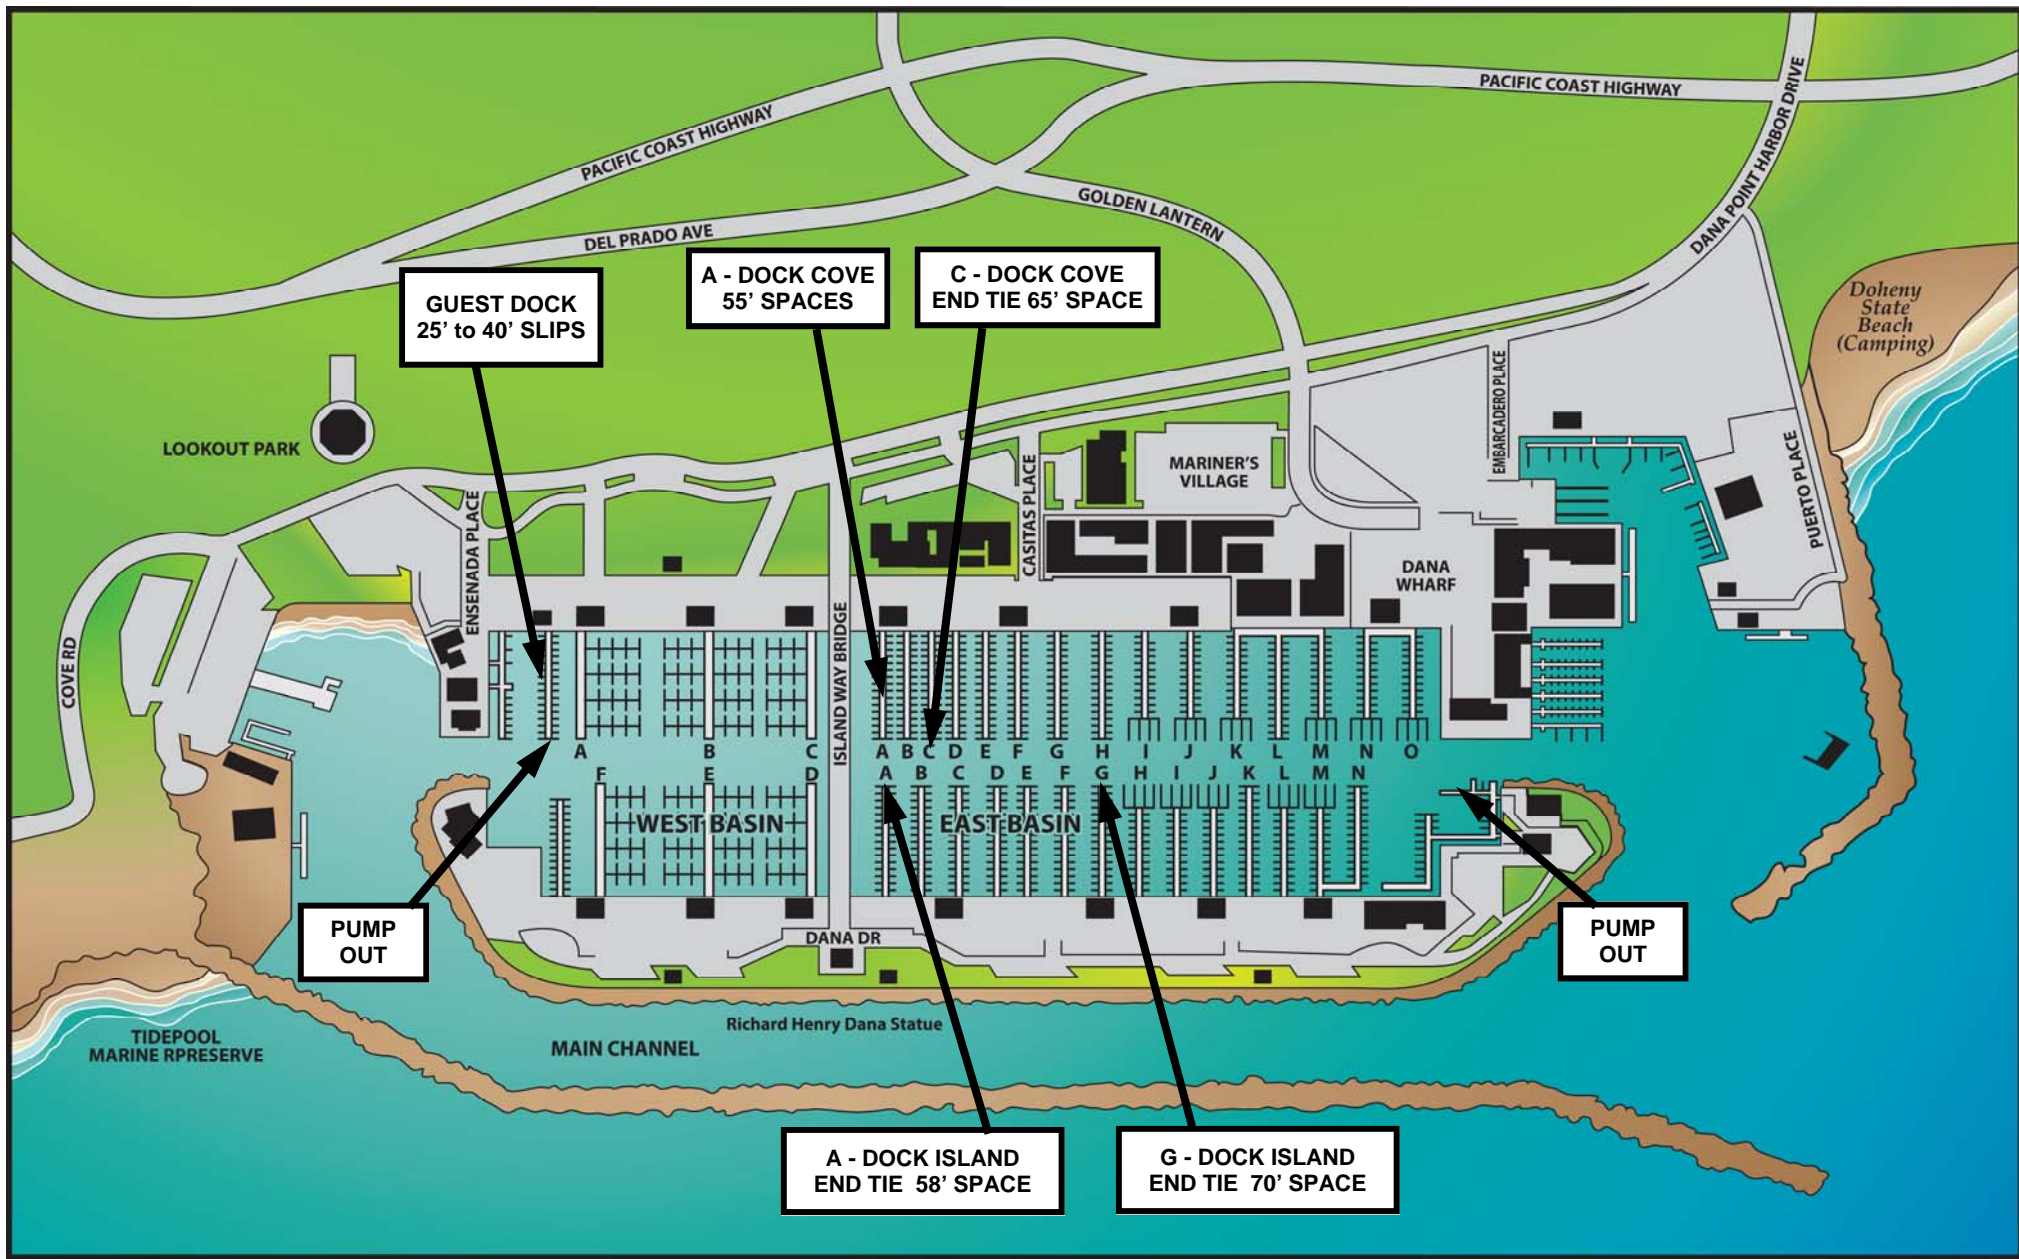 PACIFIC COAST HIGHWAY
PACIFIC COAST HIGHWAY
DANA POINT HARBOR DRIVE
GOLDEN LANTERN
DEL PRADO AVE
GUEST DOCK
25’ to 40’ SLIPS
A - DOCK COVE
55’ SPACES
C - DOCK COVE
END TIE 65’ SPACE
Doheny
State
Beach
(Camping)
LOOKOUT PARK
EMBARCADERO PLACE
PUERTO PLACE
MARINER’S
VILLAGE
CASITAS PLACE
ENSENADA PLACE
DANA
WHARF
COVE RD
ISLAND WAY BRIDGE
A B C
A B C D E F G H I J K L M N O
F E D
A B C D E F G H I J K L M N
WEST BASIN
EAST BASIN
PUMP
OUT
PUMP
OUT
DANA DR
Richard Henry Dana Statue
TIDEPOOL
MARINE RPRESERVE
MAIN CHANNEL
A - DOCK ISLAND
END TIE 58’ SPACE
G - DOCK ISLAND
END TIE 70’ SPACE